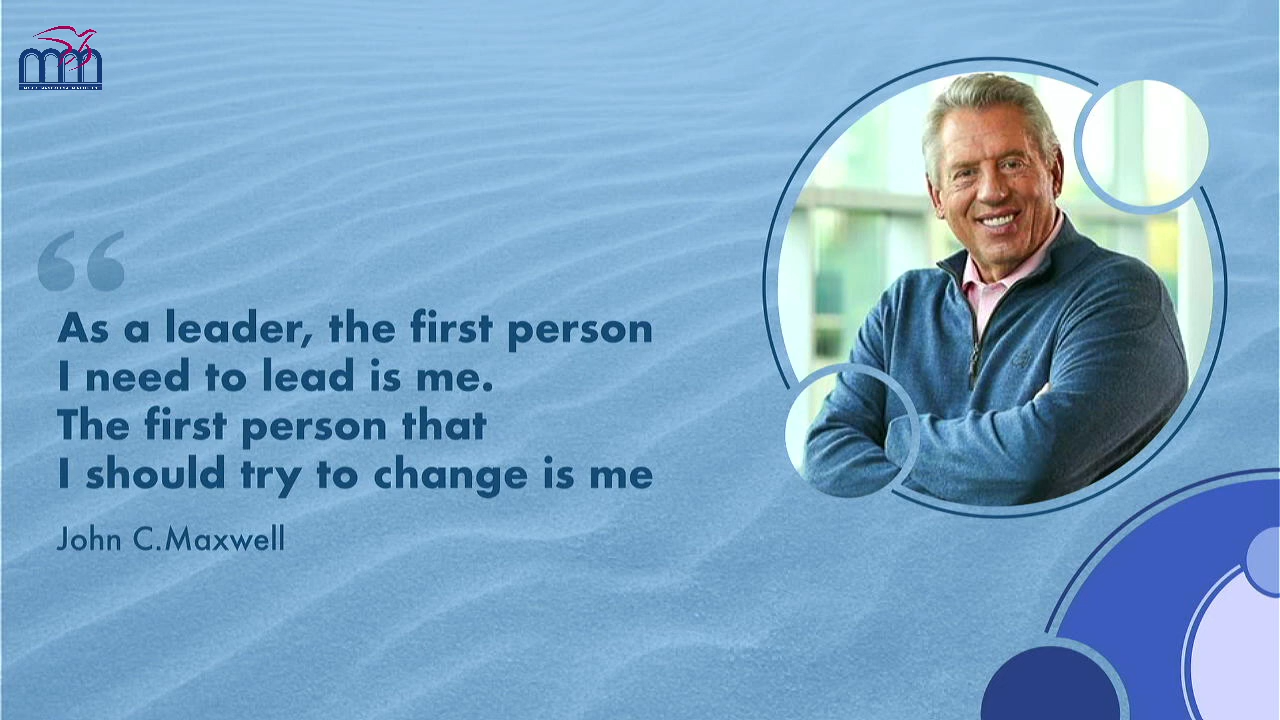 As a leader, the first person
I need to lead is me.
The first person that
I should try to change is me
John C.Maxwell